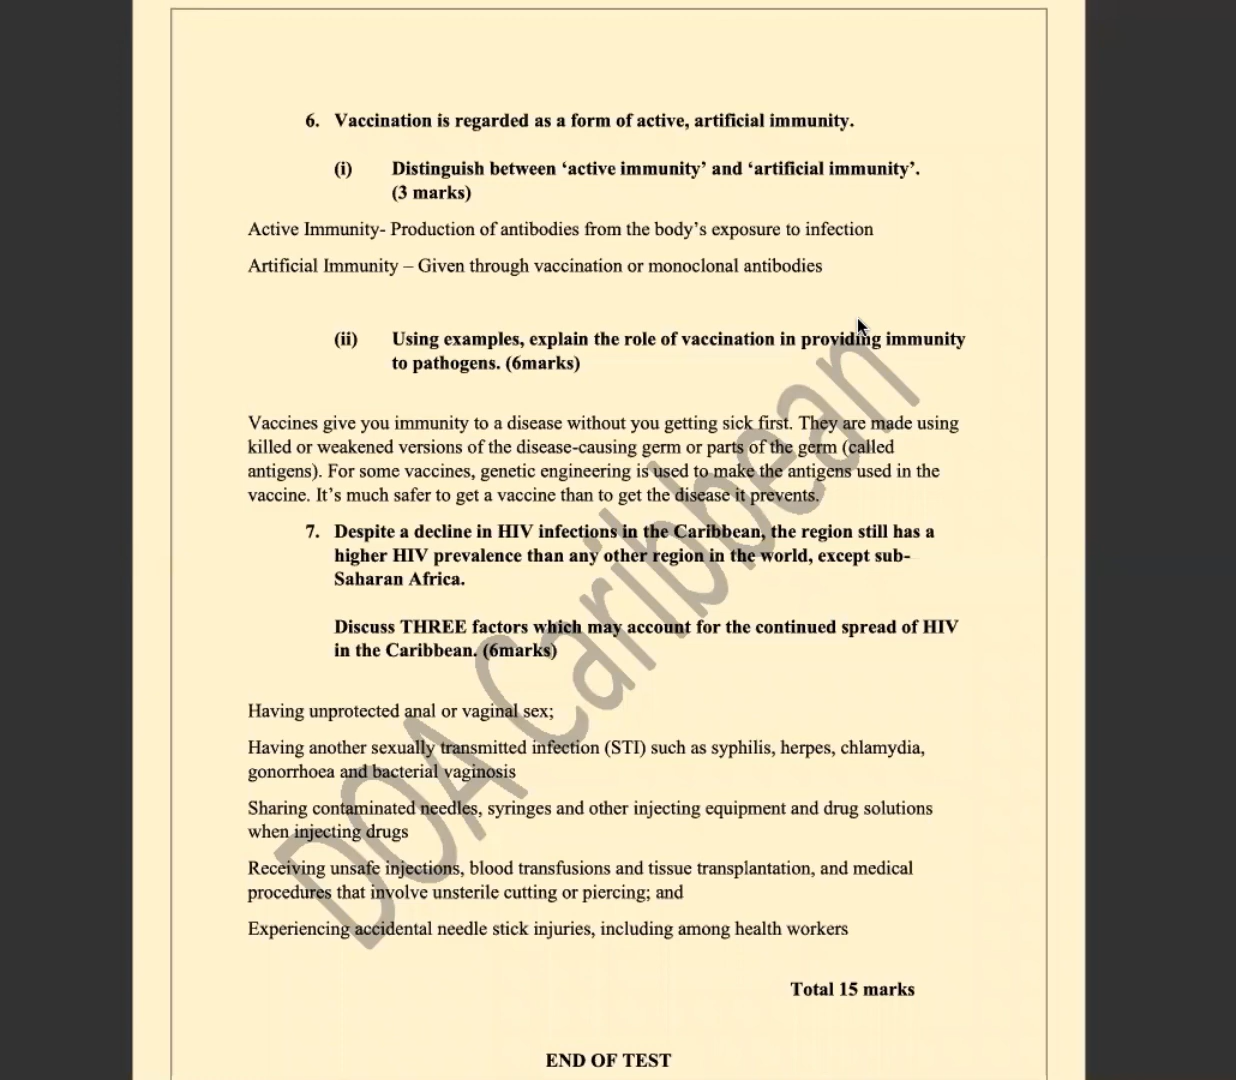 6. Vaccination is regarded as a form of active, artificial immunity.
(i) Distinguish between ‘active immunity’ and ‘artificial immunity’.
(3 marks)
Active Immunity- Production of antibodies from the body’s exposure to infection
Artificial Immunity – Given through vaccination or monoclonal antibodies
(ii) Using examples, explain the role of vaccination in providing immunity
to pathogens. (6marks)
Vaccines give you immunity to a disease without you getting sick first. They are made using
killed or weakened versions of the disease-causing germ or parts of the germ (called
antigens). For some vaccines, genetic engineering is used to make the antigens used in the
vaccine. It’s much safer to get a vaccine than to get the disease it prevents.
7. Despite a decline in HIV infections in the Caribbean, the region still has a
higher HIV prevalence than any other region in the world, except sub-
Saharan Africa.
Discuss THREE factors which may account for the continued spread of HIV
in the Caribbean. (6marks)
Having unprotected anal or vaginal sex;
Having another sexually transmitted infection (STI) such as syphilis, herpes, chlamydia,
gonorrhoea and bacterial vaginosis
Sharing contaminated needles, syringes and other injecting equipment and drug solutions
when injecting drugs
Receiving unsafe injections, blood transfusions and tissue transplantation, and medical
procedures that involve unsterile cutting or piercing; and
Experiencing accidental needle stick injuries, including among health workers
Total 15 marks
END OF TEST
DOA Caribbean